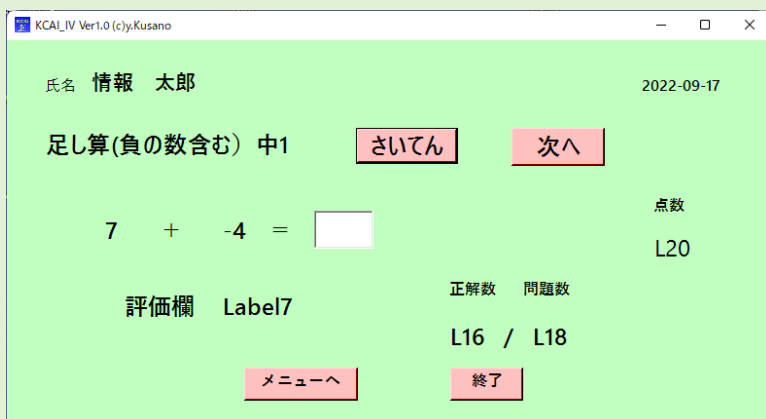 KCAI_IV Ver1.0 (c)y.Kusano
氏名 情報 太郎 2022-09-17
足し算(負の数含む) 中1 さいてん 次へ
点数
7 + -4 =
L20
正解数 問題数
評価欄 Label7
L16 / L18
メニューへ 終了